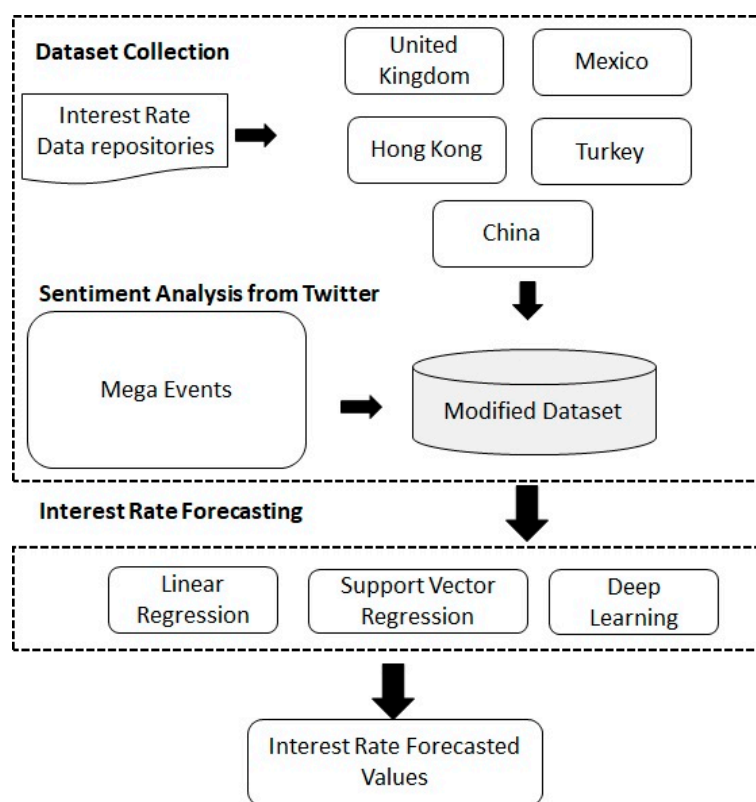 Dataset Collection
Interest Rate
Data repositories
United
Kingdom
Mexico
Hong Kong
Turkey
China
Sentiment Analysis from Twitter
Mega Events
Modified Dataset
Interest Rate Forecasting
Linear
Regression
Support Vector
Regression
Deep
Learning
Interest Rate Forecasted
Values